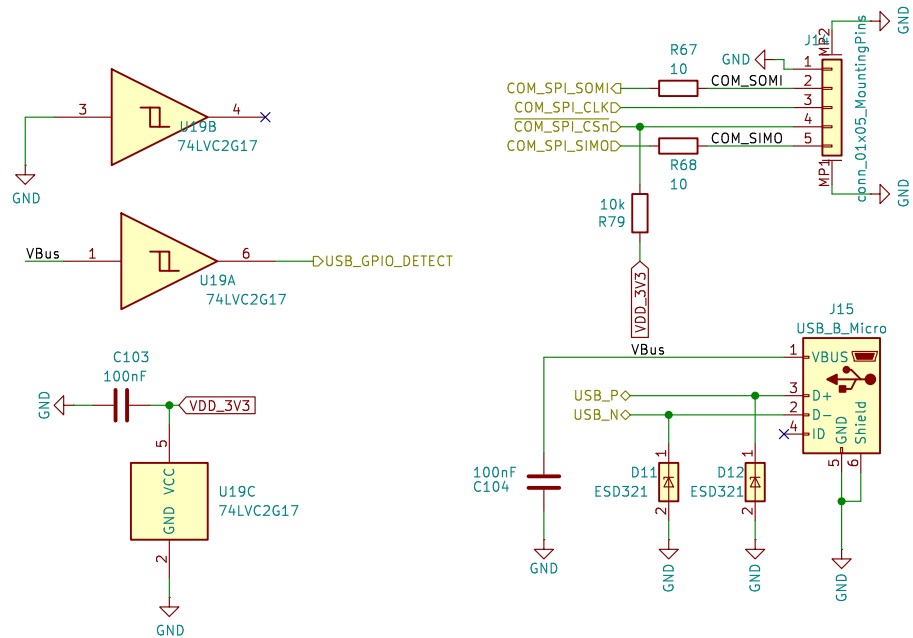 3
4
U19B
74LVC2G17
GND
VBus
1
6
USB_GPIO_DETECT
U19A
74LVC2G17
C103
100nF
GND
VDD_3V3
5
VCC
GND
U19C
74LVC2G17
2
GND
J14
MP2
GND
conn_01x05_MountingPins
R67
10
GND
1
COM_SPI_SOMI
COM_SOMI
2
COM_SPI_CLK
3
COM_SPI_CSn
4
COM_SPI_SIMO
COM_SIMO
5
R68
10
MP1
GND
10k
R79
VDD_3V3
J15
USB_B_Micro
VBus
1
VBUS
USB_P
3
D+
USB_N
2
D-
4
ID
GND
Shield
5
6
100nF
C104
D11
ESD321
1
2
D12
ESD321
1
2
GND
GND
GND
GND